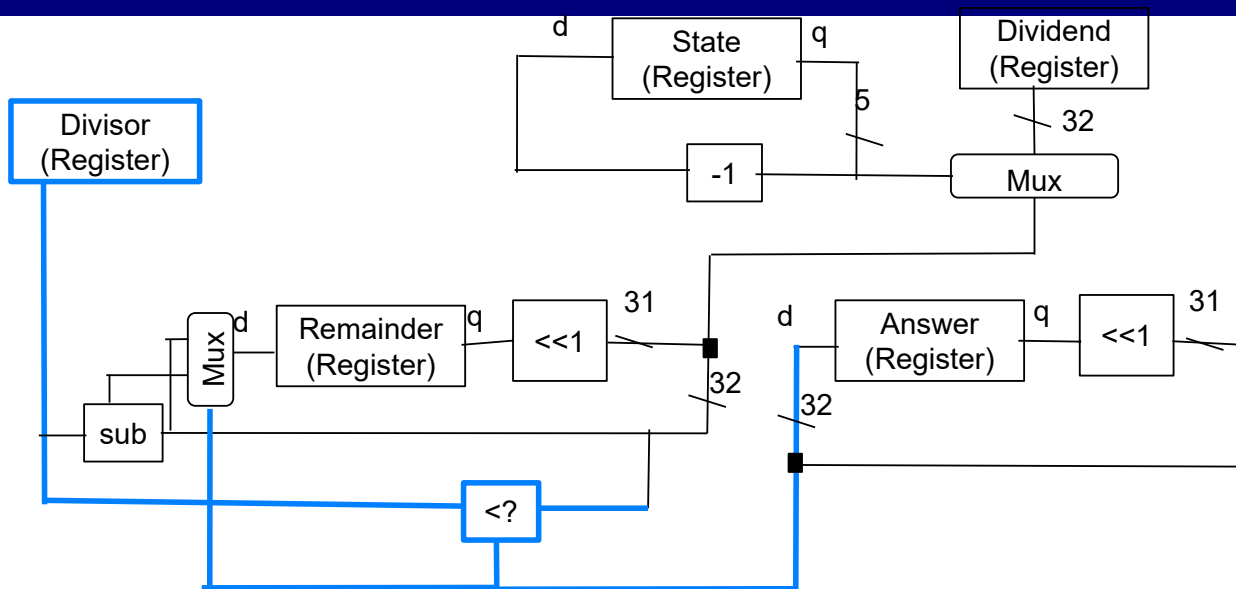 d
State
(Register)
q
Dividend
(Register)
5
32
Divisor
(Register)
-1
Mux
Mux
d
Remainder
(Register)
q
<<1
31
32
d
Answer
(Register)
q
<<1
31
32
sub
<?